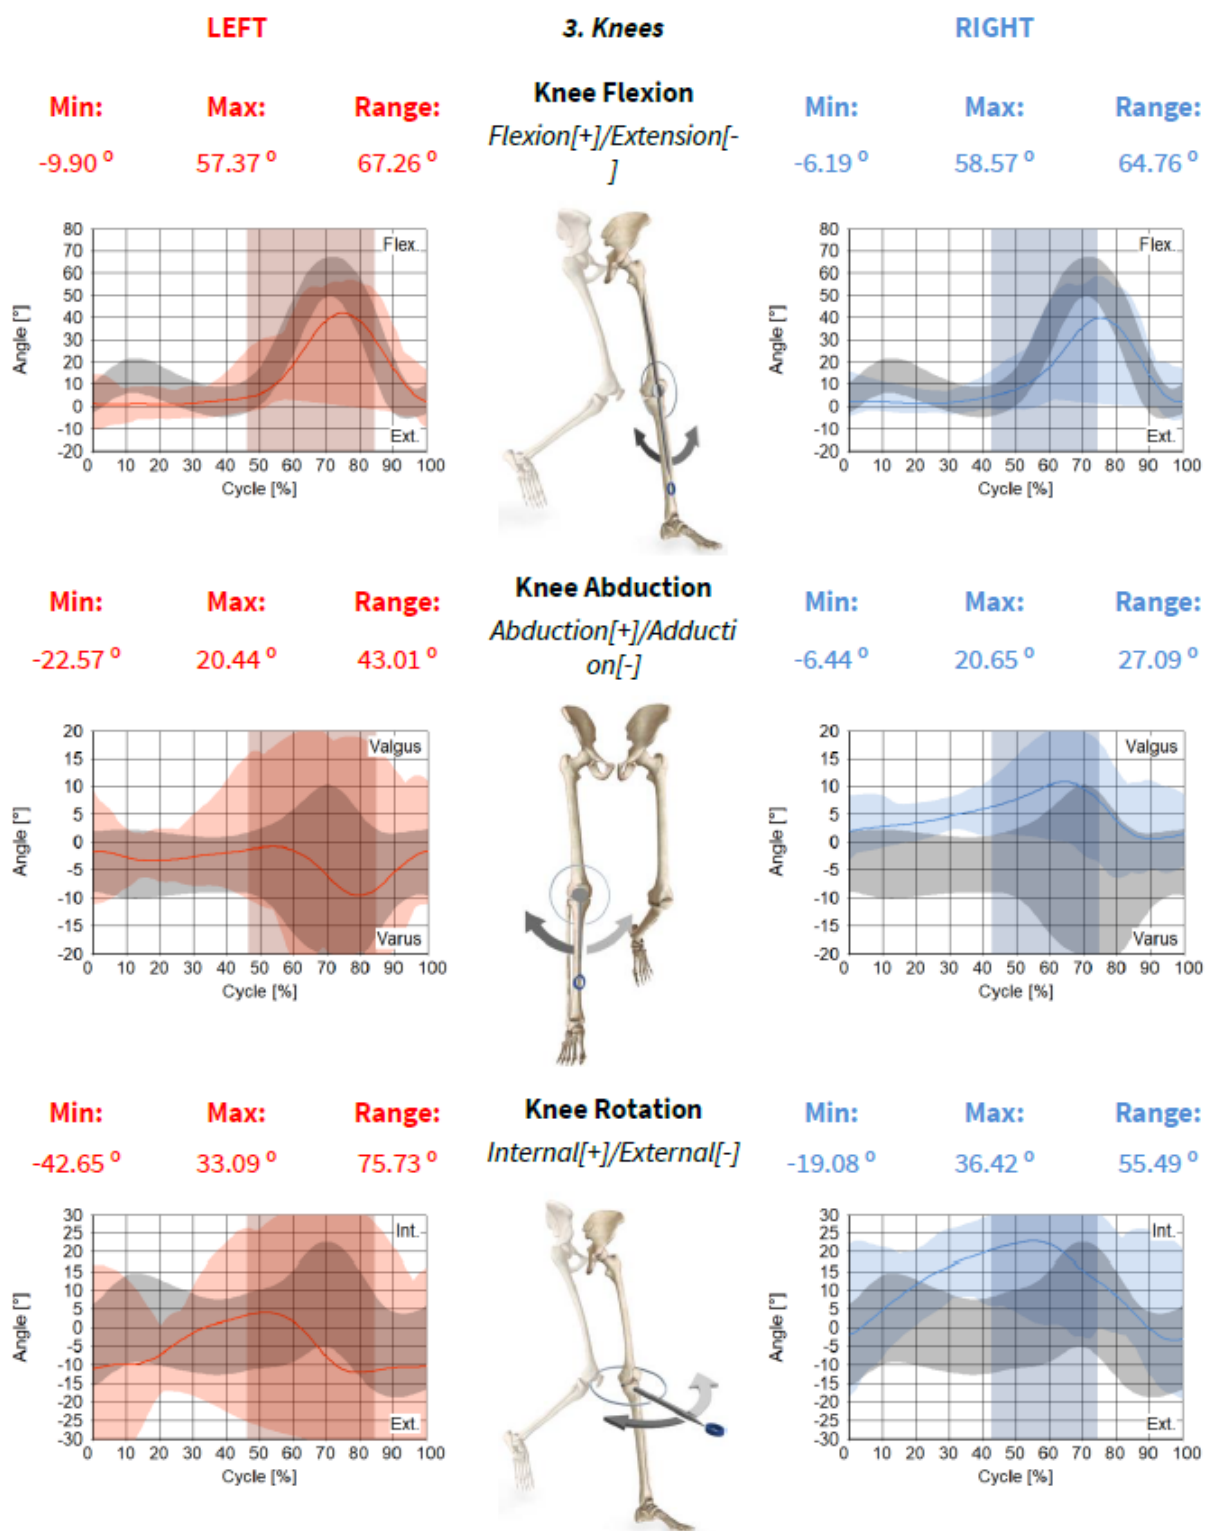 LEFT
3. Knees
RIGHT
Knee Flexion
Min: Max: Range:
Min: Max: Range:
Flexion[+]/Extension[-
]
-9.90 º 57.37 º 67.26 º
-6.19 º 58.57 º 64.76 º
80
70
60
50
40
30
20
10
0
-10
-20
Angle [°]
Flex.
Ext.
0 10 20 30 40 50 60 70 80 90 100
Cycle [%]
80
70
60
50
40
30
20
10
0
-10
-20
Angle [°]
Flex.
Ext.
0 10 20 30 40 50 60 70 80 90 100
Cycle [%]
Knee Abduction
Min: Max: Range:
Min: Max: Range:
Abduction[+]/Adducti
on[-]
-22.57 º 20.44 º 43.01 º
-6.44 º 20.65 º 27.09 º
20
15
10
5
0
-5
-10
-15
-20
Angle [°]
Valgus
Varus
0 10 20 30 40 50 60 70 80 90 100
Cycle [%]
20
15
10
5
0
-5
-10
-15
-20
Angle [°]
Valgus
Varus
0 10 20 30 40 50 60 70 80 90 100
Cycle [%]
Knee Rotation
Min: Max: Range:
Min: Max: Range:
Internal[+]/External[-]
-42.65 º 33.09 º 75.73 º
-19.08 º 36.42 º 55.49 º
30
25
20
15
10
5
0
-5
-10
-15
-20
-25
-30
Angle [°]
Int.
Ext.
0 10 20 30 40 50 60 70 80 90 100
Cycle [%]
30
25
20
15
10
5
0
-5
-10
-15
-20
-25
-30
Angle [°]
Int.
Ext.
0 10 20 30 40 50 60 70 80 90 100
Cycle [%]